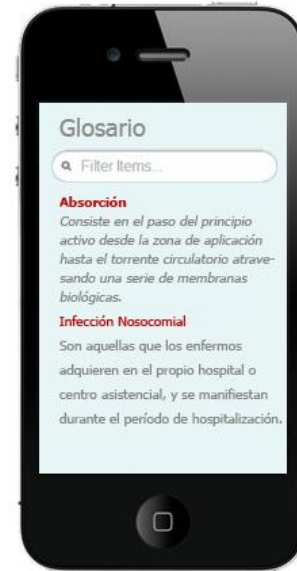 Glosario
Filter Items...
Absorción
Consiste en el paso del principio
activo desde la zona de aplicación
hasta el torrente circulatorio atrave-
sando una serie de membranas
biológicas.
Infección Nosocomial
Son aquellas que los enfermos
adquieren en el propio hospital o
centro asistencial, y se manifiestan
durante el período de hospitalización.